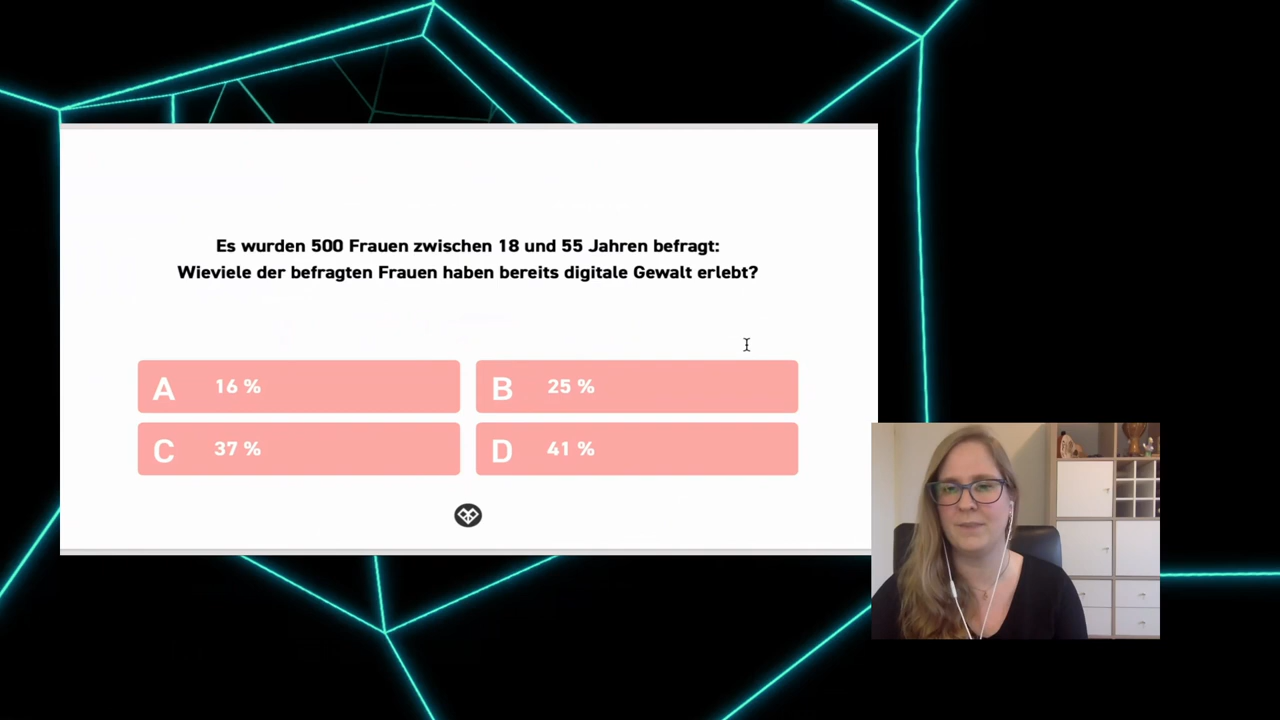 Es wurden 500 Frauen zwischen 18 und 55 Jahren befragt:
Wieviele der befragten Frauen haben bereits digitale Gewalt erlebt?
A 16 %
B 25 %
C 37 %
D 41 %